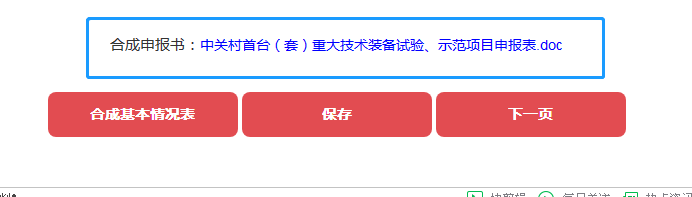 合成申报书：中关村首台（套）重大技术装备试验、示范项目申报表.doc
合成基本情况表 保存 下一页